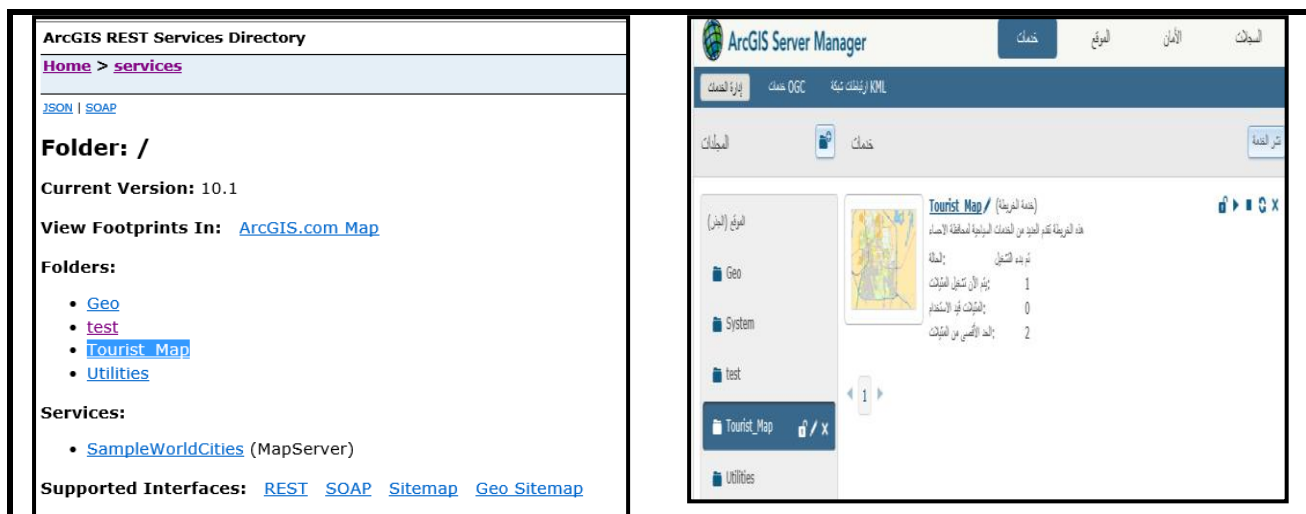 ArcGIS REST Services Directory
Home > services
JSON | SOAP
Folder: /
Current Version: 10.1
View Footprints In: ArcGIS.com Map
Folders:
• Geo
• test
• Tourist_Map
• Utilities
Services:
• SampleWorldCities (MapServer)
Supported Interfaces: REST SOAP Sitemap Geo Sitemap
ArcGIS Server Manager
خدمات
الموقع
الأمان
السجلات
إدارة الخدمات
خدمات OGC
ارتباطات شبكة KML
المجلدات
خدمات
نشر الخدمة
الموقع (الجذر)
Geo
System
test
Tourist_Map
Utilities
Tourist_Map (خدمة الخريطة)
هذه الخريطة تقدم العديد من الخدمات السياحية لمحافظة الاحساء
الحالة: تم بدء التشغيل
يتم الآن تشغيل المثيلات: 1
المثيلات قيد الاستخدام: 0
الحد الأقصى من المثيلات: 2
1